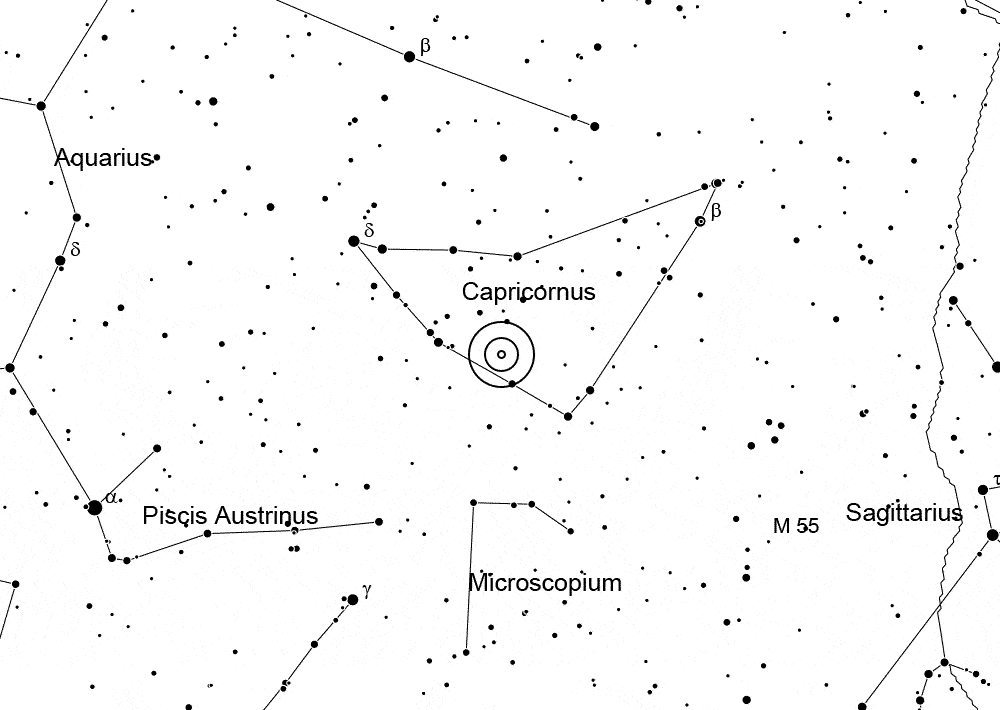 β
Aquarius
α
β
δ
δ
Capricornus
τ
α
Piscis Austrinus
Sagittarius
M 55
Microscopium
γ